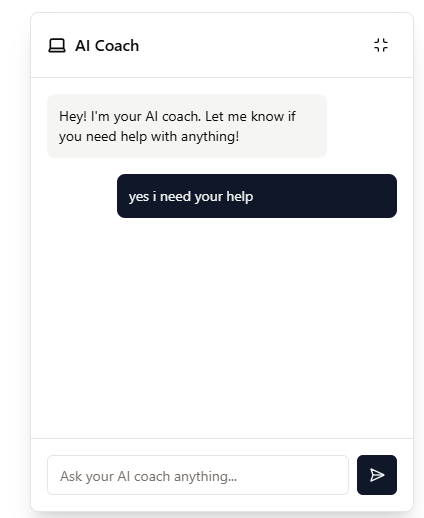 AI Coach
Hey! I'm your AI coach. Let me know if
you need help with anything!
yes i need your help
Ask your AI coach anything...